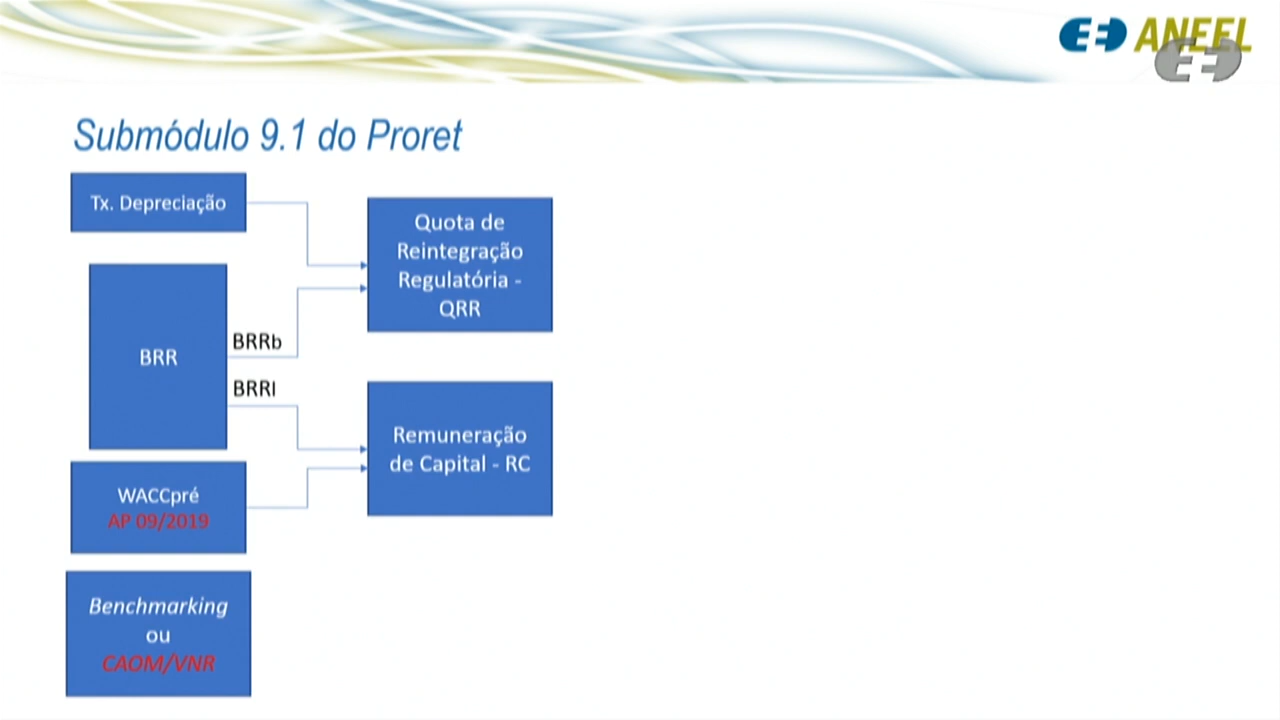 ANEEL
Submódulo 9.1 do Proret
Tx. Depreciação
Quota de
Reintegração
Regulatória -
QRR
BRR
BRRb
BRRl
Remuneração
de Capital - RC
WACCpré
AP 09/2019
Benchmarking
ou
CAOM/VNR